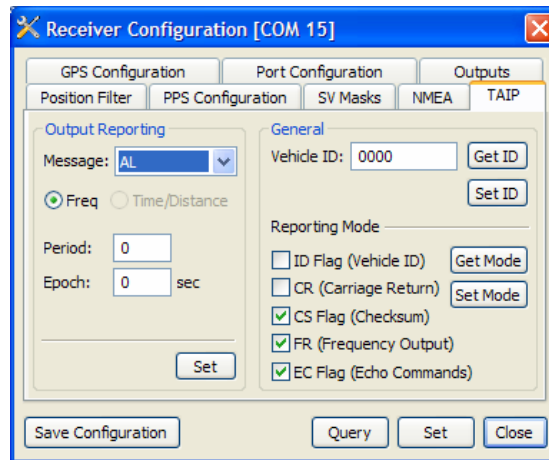 Receiver Configuration [COM 15]
GPS Configuration
Port Configuration
Outputs
Position Filter
PPS Configuration
SV Masks
NMEA
TAIP
Output Reporting
Message: AL
Freq
Time/Distance
Period: 0
Epoch: 0 sec
Set
General
Vehicle ID: 0000
Get ID
Set ID
Reporting Mode
ID Flag (Vehicle ID)
CR (Carriage Return)
CS Flag (Checksum)
FR (Frequency Output)
EC Flag (Echo Commands)
Get Mode
Set Mode
Save Configuration
Query
Set
Close